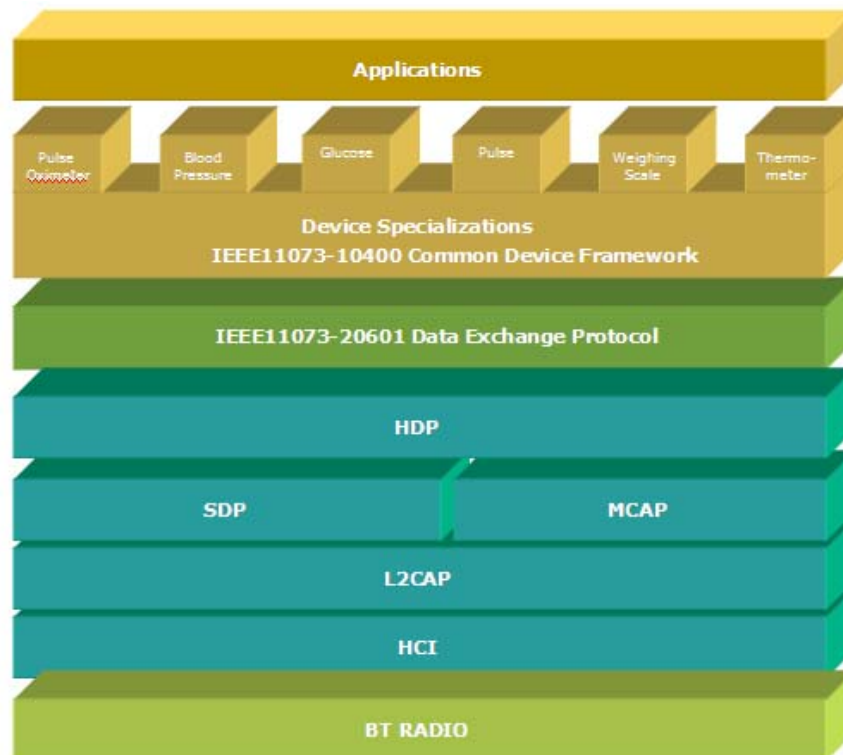 Applications
Pulse
Oximeter
Blood
Pressure
Glucose
Pulse
Weighing
Scale
Thermo-
meter
Device Specializations
IEEE11073-10400 Common Device Framework
IEEE11073-20601 Data Exchange Protocol
HDP
SDP
MCAP
L2CAP
HCI
BT RADIO